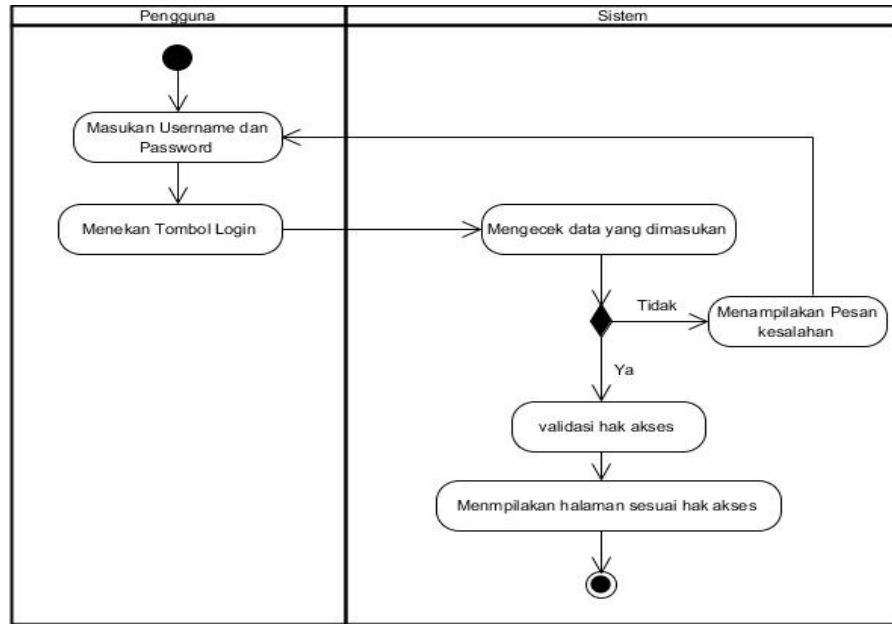 Pengguna
Sistem
Masukan Username dan
Password
Menekan Tombol Login
Mengecek data yang dimasukan
Tidak
Menampilakan Pesan
kesalahan
Ya
validasi hak akses
Menmpilakan halaman sesuai hak akses